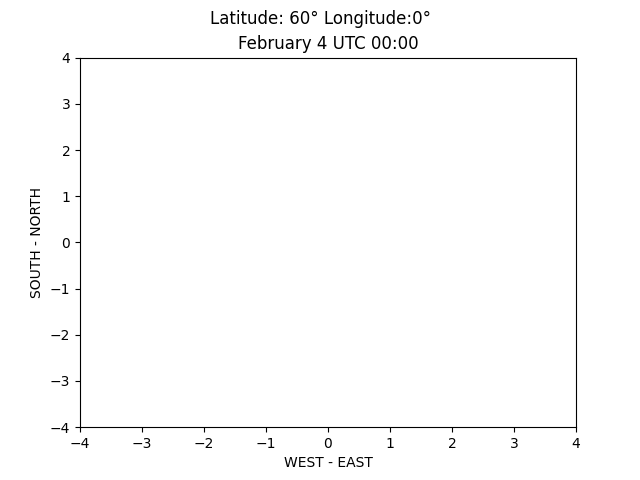 Latitude: 60° Longitude:0°
February 4 UTC 00:00
4
3
2
1
0
−1
−2
−3
−4
SOUTH - NORTH
−4 −3 −2 −1 0 1 2 3 4
WEST - EAST